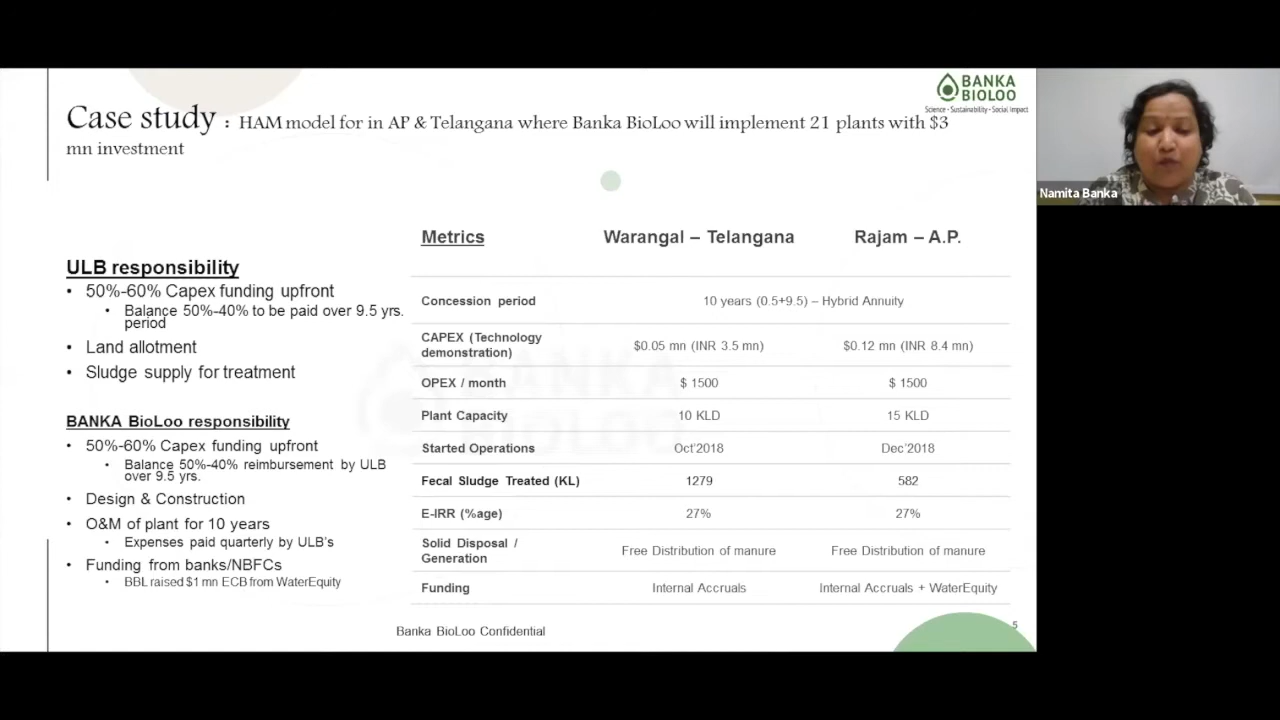 BANKA
BIOLOO
Science • Sustainability • Social Impact
Case study : HAM model for in AP & Telangana where Banka BioLoo will implement 21 plants with $3
mn investment
Namita Banka
ULB responsibility
• 50%-60% Capex funding upfront
• Balance 50%-40% to be paid over 9.5 yrs.
period
• Land allotment
• Sludge supply for treatment
BANKA BioLoo responsibility
• 50%-60% Capex funding upfront
• Balance 50%-40% reimbursement by ULB
over 9.5 yrs.
• Design & Construction
• O&M of plant for 10 years
• Expenses paid quarterly by ULB's
• Funding from banks/NBFCs
• BBL raised $1 mn ECB from WaterEquity
Metrics Warangal – Telangana Rajam – A.P.
Concession period 10 years (0.5+9.5) – Hybrid Annuity
CAPEX (Technology
demonstration) $0.05 mn (INR 3.5 mn) $0.12 mn (INR 8.4 mn)
OPEX / month $ 1500 $ 1500
Plant Capacity 10 KLD 15 KLD
Started Operations Oct'2018 Dec'2018
Fecal Sludge Treated (KL) 1279 582
E-IRR (%age) 27% 27%
Solid Disposal /
Generation Free Distribution of manure Free Distribution of manure
Funding Internal Accruals Internal Accruals + WaterEquity
BANKA
BIOLOO
Banka BioLoo Confidential
5